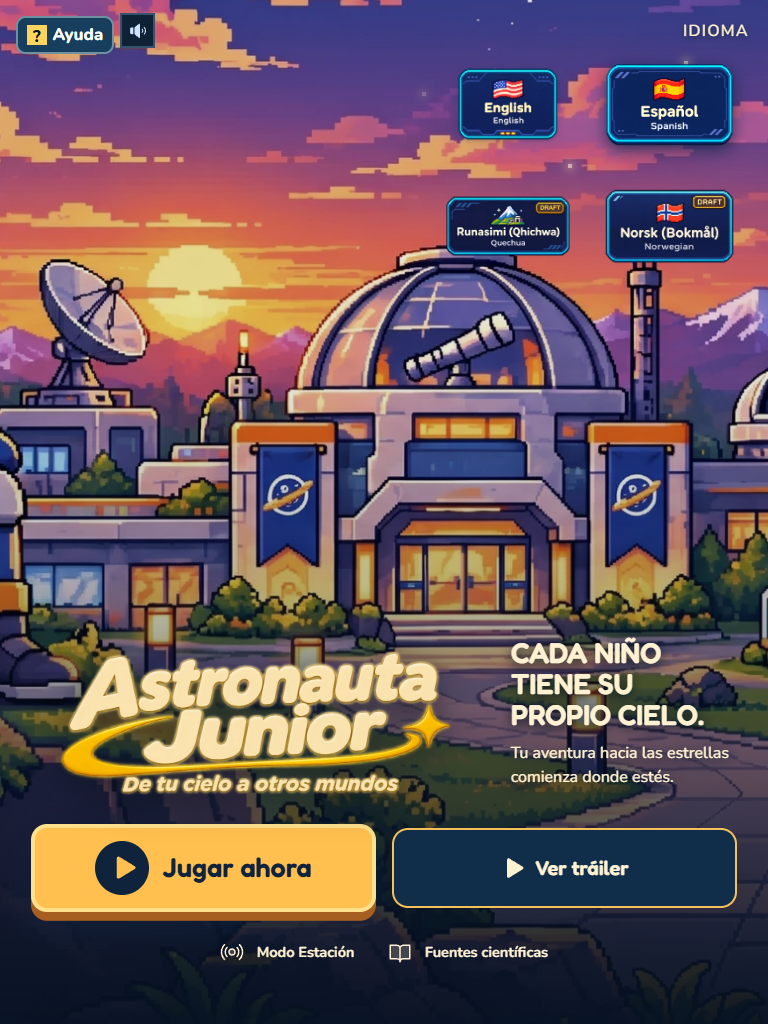 ? Ayuda
IDIOMA
English
English
Español
Spanish
DRAFT
Runasimi (Qhichwa)
Quechua
DRAFT
Norsk (Bokmål)
Norwegian
Astronauta
Junior
De tu cielo a otros mundos
CADA NIÑO
TIENE SU
PROPIO CIELO.
Tu aventura hacia las estrellas
comienza donde estés.
Jugar ahora
Ver tráiler
Modo Estación
Fuentes científicas